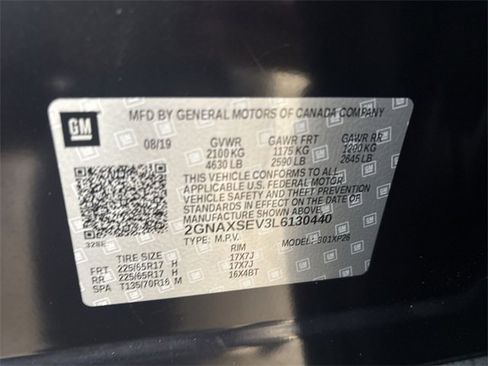 GM
MFD BY GENERAL MOTORS OF CANADA COMPANY
08/19 GVWR GAWR FRT GAWR RR
2100 KG 1175 KG 1200 KG
4630 LB 2590 LB 2645 LB
THIS VEHICLE CONFORMS TO ALL
APPLICABLE U.S. FEDERAL MOTOR
VEHICLE SAFETY AND THEFT PREVENTION
STANDARDS IN EFFECT ON THE DATE OF
MANUFACTURE SHOWN ABOVE.
2GNAXSEV3L6130440
TYPE: M.P.V. MODEL:
TIRE SIZE RIM
FRT 225/65R17 H 17X7J
RR 225/65R17 H 17X7J
SPA T135/70R16 M 16X4BT